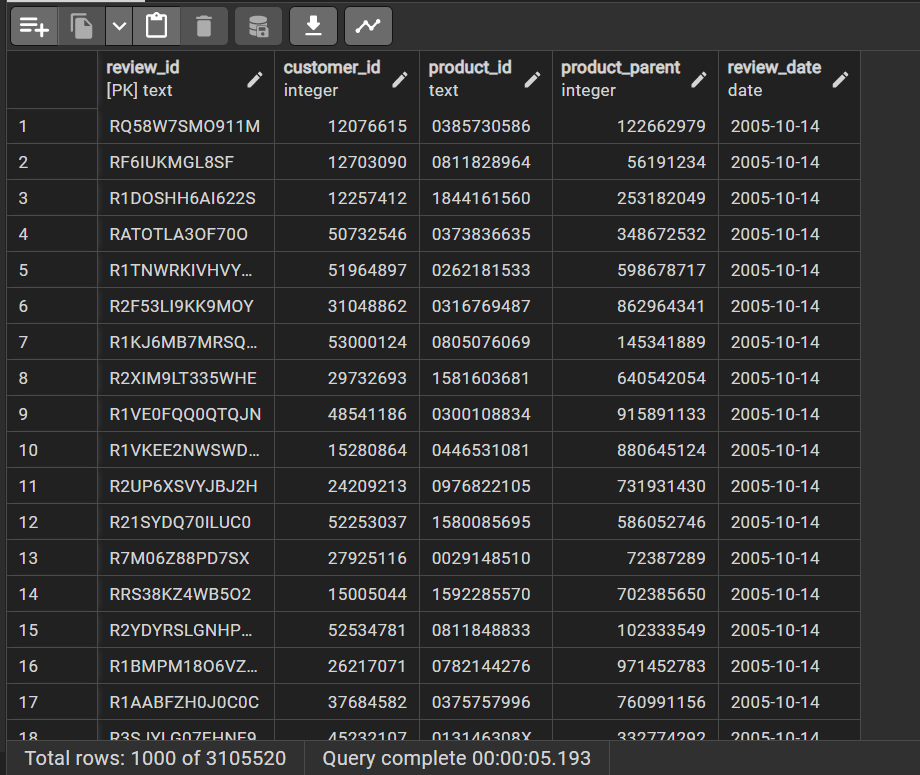 review_id customer_id product_id product_parent review_date
[PK] text integer text integer date
1 RQ58W7SMO911M 12076615 0385730586 122662979 2005-10-14
2 RF6IUKMGL8SF 12703090 0811828964 56191234 2005-10-14
3 R1DOSHH6AI622S 12257412 1844161560 253182049 2005-10-14
4 RATOTLA3OF70O 50732546 0373836635 348672532 2005-10-14
5 R1TNWRKIVHVY… 51964897 0262181533 598678717 2005-10-14
6 R2F53LI9KK9MOY 31048862 0316769487 862964341 2005-10-14
7 R1KJ6MB7MRSQ… 53000124 0805076069 145341889 2005-10-14
8 R2XIM9LT335WHE 29732693 1581603681 640542054 2005-10-14
9 R1VE0FQQ0QTQJN 48541186 0300108834 915891133 2005-10-14
10 R1VKEE2NWSWD… 15280864 0446531081 880645124 2005-10-14
11 R2UP6XSVYJBJ2H 24209213 0976822105 731931430 2005-10-14
12 R21SYDQ70ILUC0 52253037 1580085695 586052746 2005-10-14
13 R7M06Z88PD7SX 27925116 0029148510 72387289 2005-10-14
14 RRS38KZ4WB5O2 15005044 1592285570 702385650 2005-10-14
15 R2YDYRSLGNHP… 52534781 0811848833 102333549 2005-10-14
16 R1BMPM18O6VZ… 26217071 0782144276 971452783 2005-10-14
17 R1AABFZH0J0C0C 37684582 0375757996 760991156 2005-10-14
18 45232107 013146308X 332774292 2005-10-14
Total rows: 1000 of 3105520 Query complete 00:00:05.193